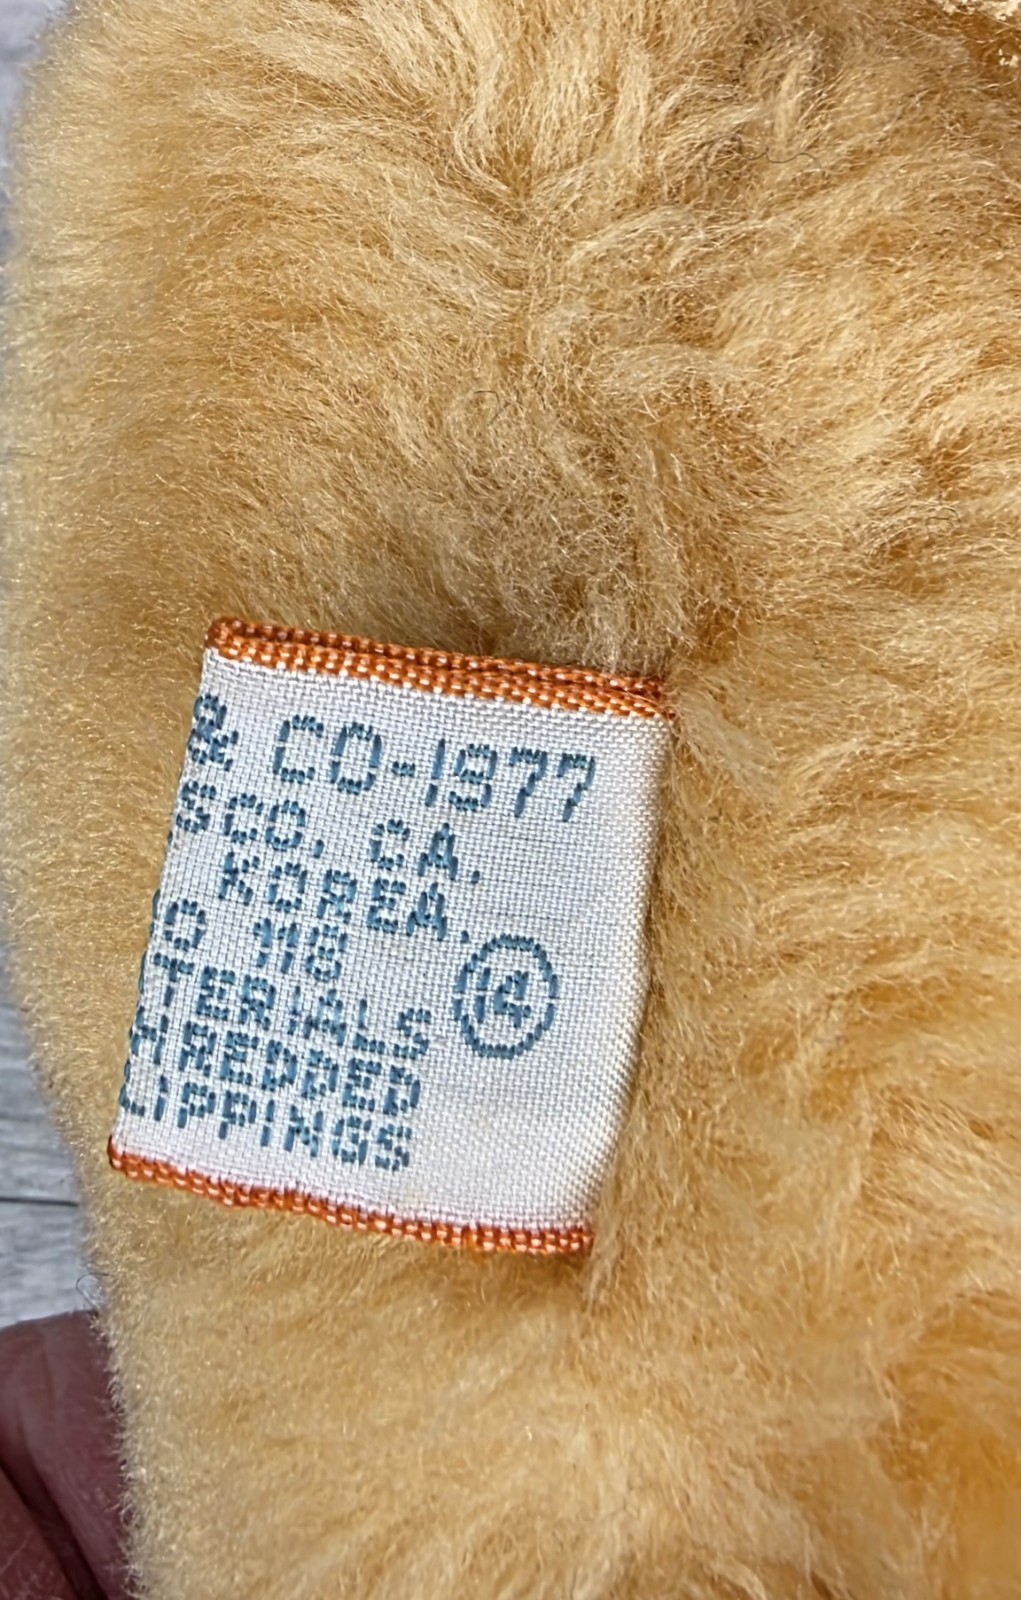 & CO-1977
SCO, CA.
KOREA.
O 118
14
TERIALS
HREDDED
LIPPINGS